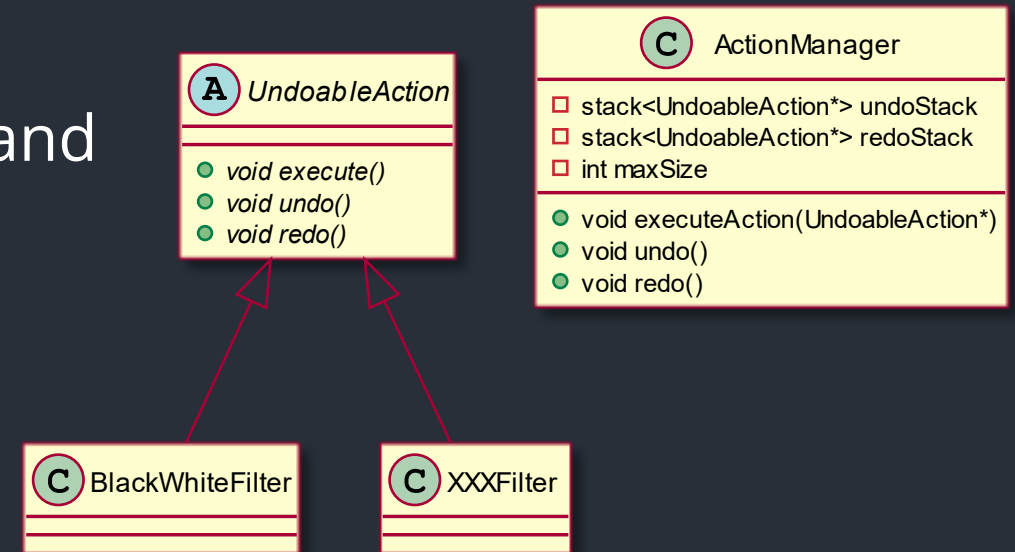 and
A UndoableAction
void execute()
void undo()
void redo()
C ActionManager
stack<UndoableAction*> undoStack
stack<UndoableAction*> redoStack
int maxSize
void executeAction(UndoableAction*)
void undo()
void redo()
C BlackWhiteFilter
C XXXFilter